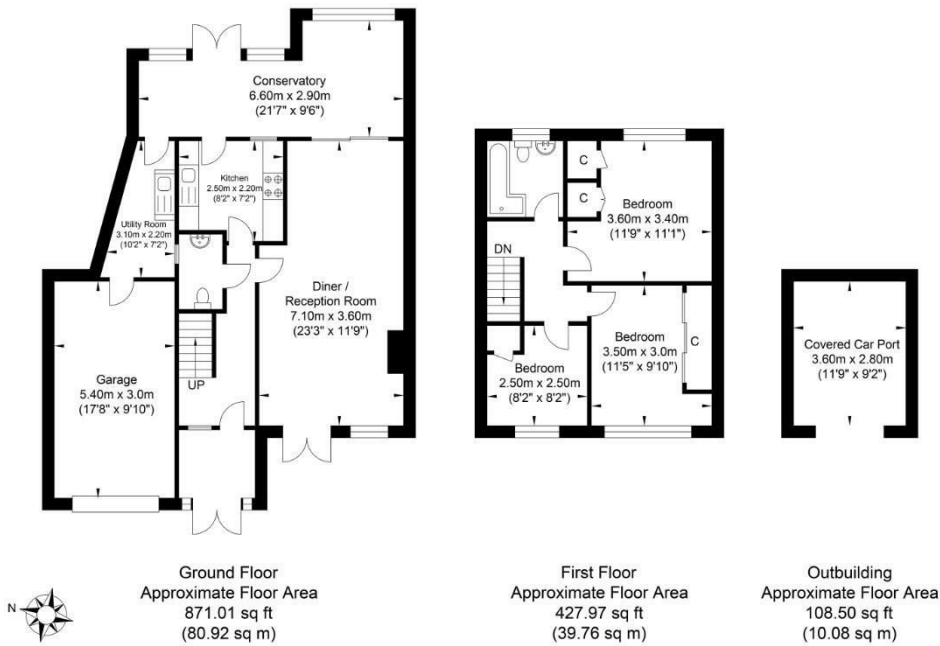 Conservatory
6.60m x 2.90m
(21'7" x 9'6")
Kitchen
2.50m x 2.20m
(8'2" x 7'2")
Utility Room
3.10m x 2.20m
(10'2" x 7'2")
Diner /
Reception Room
7.10m x 3.60m
(23'3" x 11'9")
Garage
5.40m x 3.0m
(17'8" x 9'10")
UP
C
C
Bedroom
3.60m x 3.40m
(11'9" x 11'1")
DN
Bedroom
3.50m x 3.0m
(11'5" x 9'10")
C
Bedroom
2.50m x 2.50m
(8'2" x 8'2")
Covered Car Port
3.60m x 2.80m
(11'9" x 9'2")
N
Ground Floor
Approximate Floor Area
871.01 sq ft
(80.92 sq m)
First Floor
Approximate Floor Area
427.97 sq ft
(39.76 sq m)
Outbuilding
Approximate Floor Area
108.50 sq ft
(10.08 sq m)